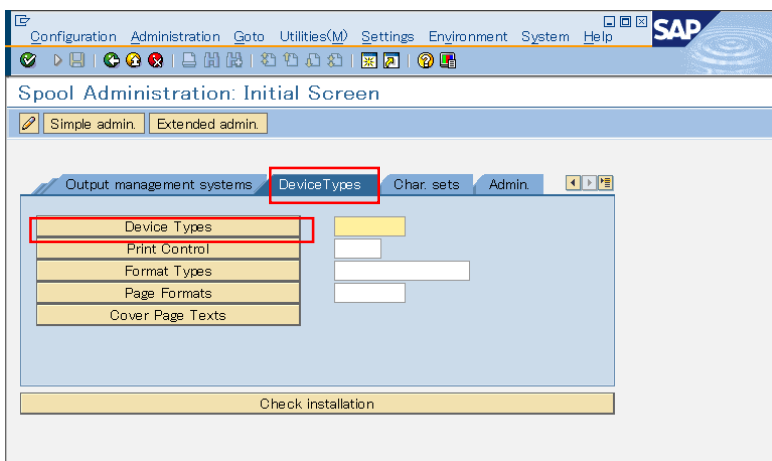 Configuration Administration Goto Utilities(M) Settings Environment System Help
SAP
Spool Administration: Initial Screen
Simple admin. Extended admin.
Output management systems DeviceTypes Char. sets Admin.
Device Types
Print Control
Format Types
Page Formats
Cover Page Texts
Check installation